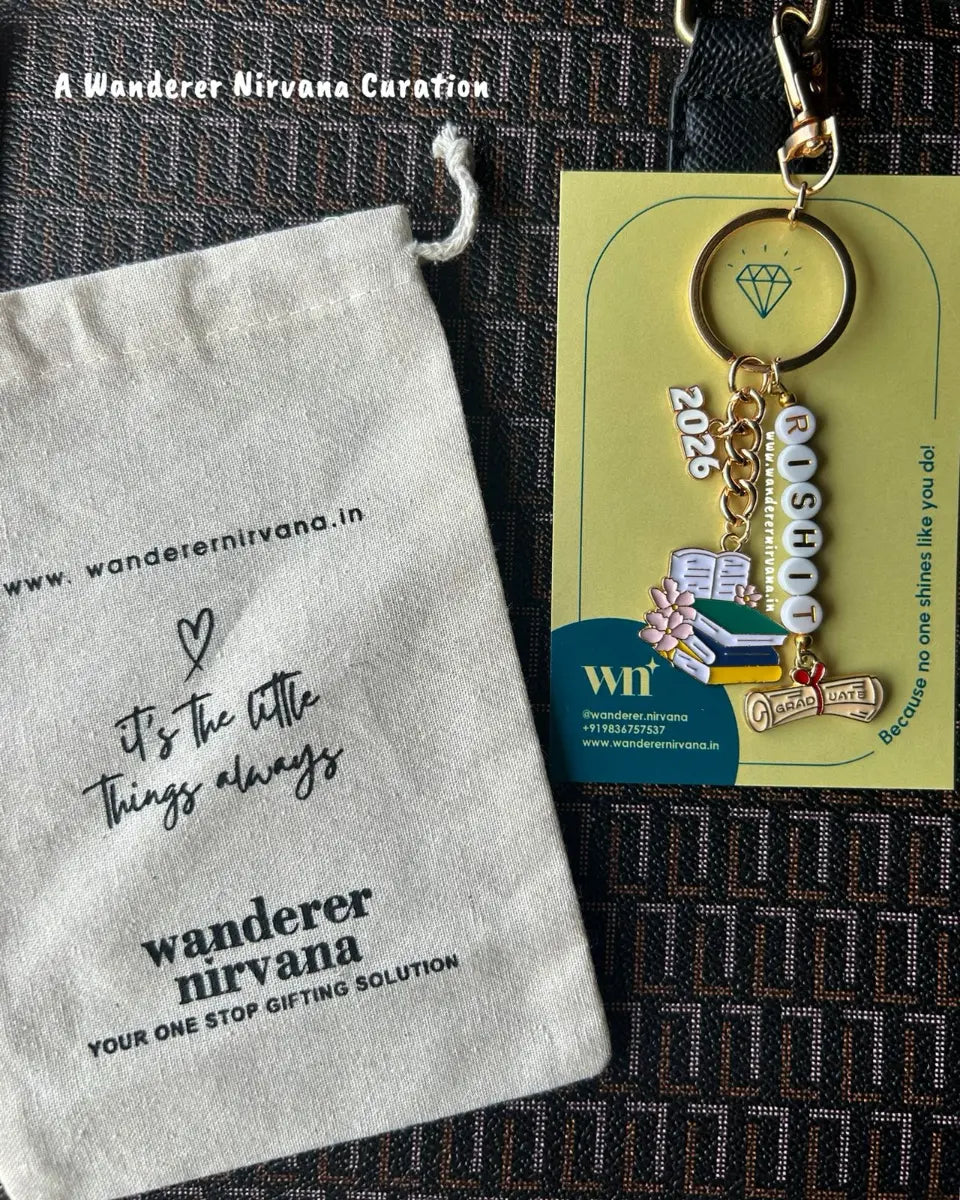 A Wanderer Nirvana Curation
www. wanderernirvana.in
it's the little
things always
wanderer
nirvana
YOUR ONE STOP GIFTING SOLUTION
2026
RISHIT
www.wanderernirvana.in
GRADUATE
wn
@wanderer.nirvana
+919836757537
www.wanderernirvana.in
Because no one shines like you do!